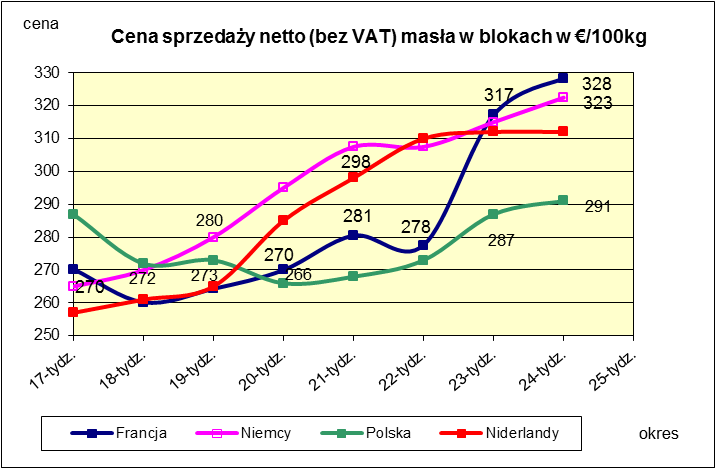 cena
Cena sprzedaży netto (bez VAT) masła w blokach w €/100kg
330
320
310
300
290
280
270
260
250
328
323
317
298
291
280
281
278
287
270
272
273
270
266
17-tydz.
18-tydz.
19-tydz.
20-tydz.
21-tydz.
22-tydz.
23-tydz.
24-tydz.
25-tydz.
Francja Niemcy Polska Niderlandy
okres